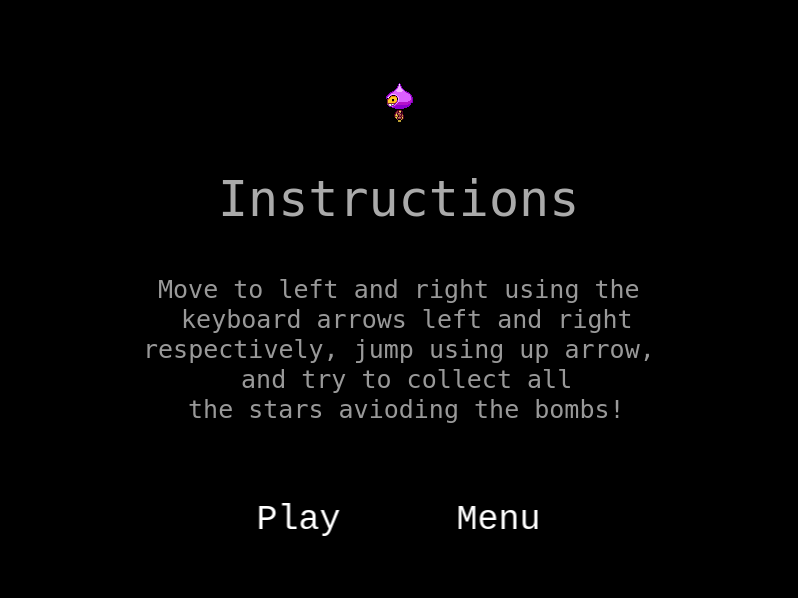 Instructions
Move to left and right using the
keyboard arrows left and right
respectively, jump using up arrow,
and try to collect all
the stars avioding the bombs!
Play Menu